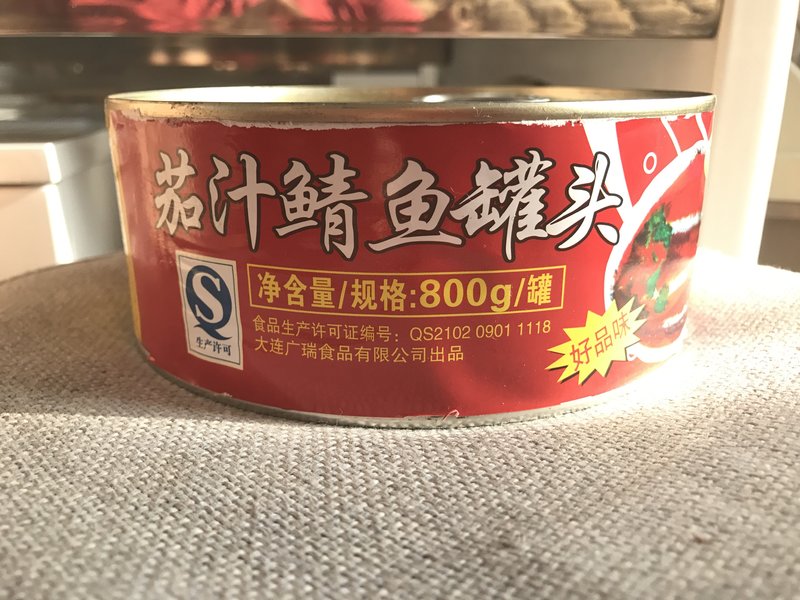 茄汁鲭鱼罐头
净含量/规格:800g/罐
食品生产许可证编号: QS2102 0901 1118
大连广瑞食品有限公司出品
生产许可
好品味